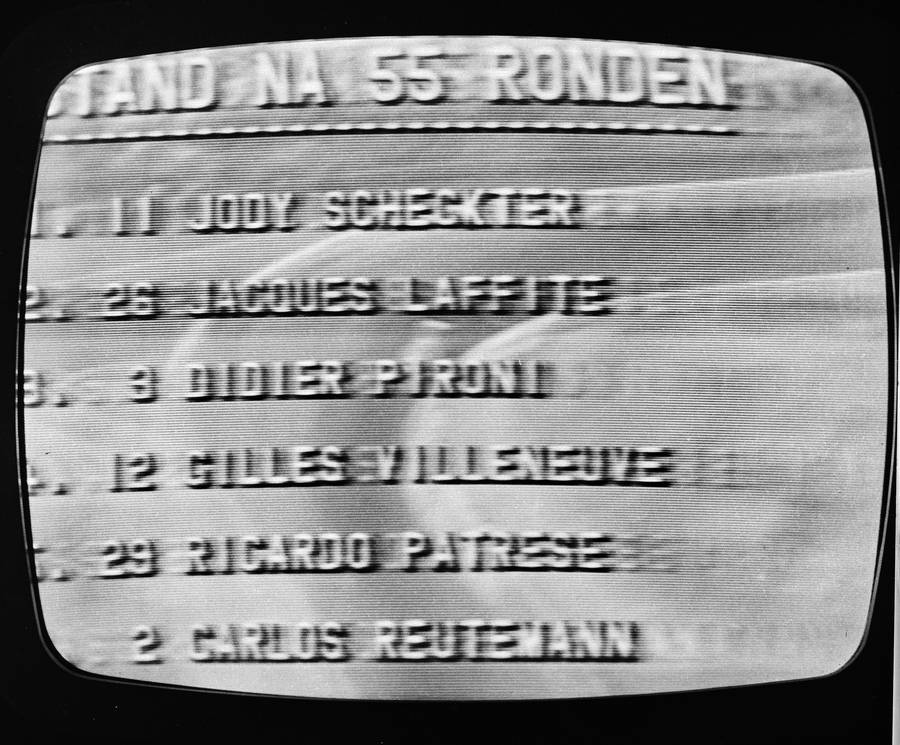 STAND NA 55 RONDEN
1. 11 JODY SCHECKTER
2. 26 JACQUES LAFFITE
3. 3 DIDIER PIRONI
4. 12 GILLES VILLENEUVE
5. 29 RICARDO PATRESE
2 CARLOS REUTEMANN